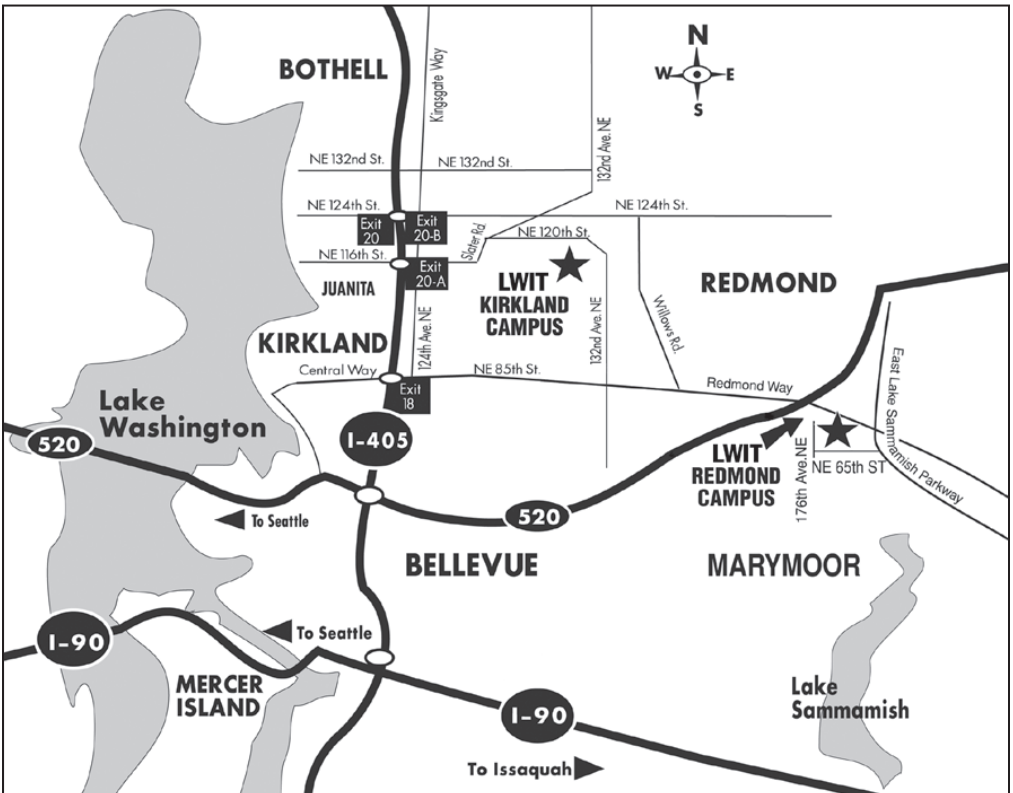 N
W
E
S
BOTHELL
Kingsgate Way
132nd Ave. NE
NE 132nd St.
NE 132nd St.
NE 124th St.
NE 124th St.
Exit
20
Exit
20-B
Slater Rd.
NE 120th St.
NE 116th St.
Exit
20-A
JUANITA
LWIT
KIRKLAND
CAMPUS
REDMOND
124th Ave. NE
132nd Ave. NE
Willows Rd.
KIRKLAND
Central Way
NE 85th St.
Redmond Way
East Lake Sammamish Parkway
Exit
18
Lake
Washington
520
I-405
LWIT
REDMOND
CAMPUS
176th Ave. NE
NE 65th ST
To Seattle
520
BELLEVUE
MARYMOOR
I-90
To Seattle
MERCER
ISLAND
Lake
Sammamish
I-90
To Issaquah